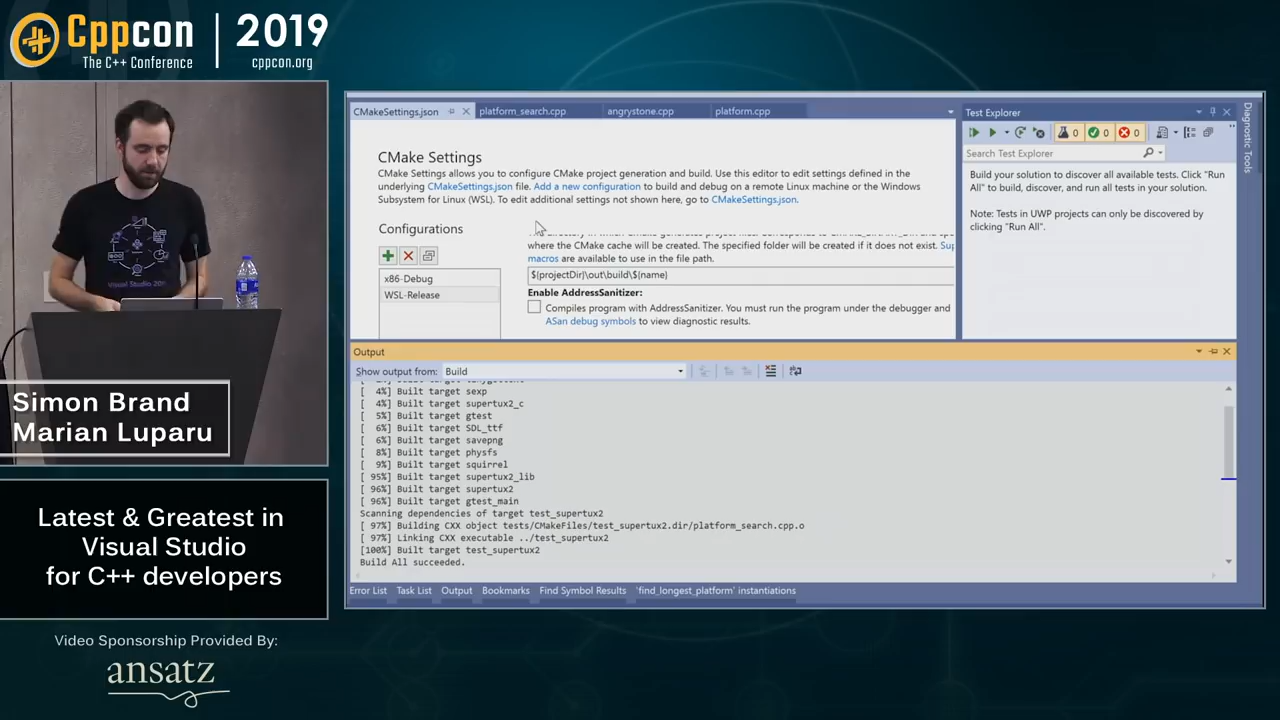 Cppcon
The C++ Conference
2019
cppcon.org
Visual Studio
Simon Brand
Marian Luparu
Latest & Greatest in
Visual Studio
for C++ developers
Video Sponsorship Provided By:
ansatz
CMakeSettings.json
platform_search.cpp
angrystone.cpp
platform.cpp
CMake Settings
CMake Settings allows you to configure CMake project generation and build. Use this editor to edit settings defined in the
underlying CMakeSettings.json file. Add a new configuration to build and debug on a remote Linux machine or the Windows
Subsystem for Linux (WSL). To edit additional settings not shown here, go to CMakeSettings.json.
Configurations
x86-Debug
WSL-Release
where the CMake cache will be created. The specified folder will be created if it does not exist. Sup
macros are available to use in the file path.
${projectDir}\out\build\${name}
Enable AddressSanitizer:
Compiles program with AddressSanitizer. You must run the program under the debugger and
ASan debug symbols to view diagnostic results.
Test Explorer
0 0 0
Search Test Explorer
Build your solution to discover all available tests. Click "Run
All" to build, discover, and run all tests in your solution.
Note: Tests in UWP projects can only be discovered by
clicking "Run All".
Diagnostic Tools
Output
Show output from: Build
[ 4%] Built target sexp
[ 4%] Built target supertux2_c
[ 5%] Built target gtest
[ 6%] Built target SDL_ttf
[ 6%] Built target savepng
[ 8%] Built target physfs
[ 9%] Built target squirrel
[ 95%] Built target supertux2_lib
[ 96%] Built target supertux2
[ 96%] Built target gtest_main
Scanning dependencies of target test_supertux2
[ 97%] Building CXX object tests/CMakeFiles/test_supertux2.dir/platform_search.cpp.o
[ 97%] Linking CXX executable ../test_supertux2
[100%] Built target test_supertux2
Build All succeeded.
Error List Task List Output Bookmarks Find Symbol Results 'find_longest_platform' instantiations